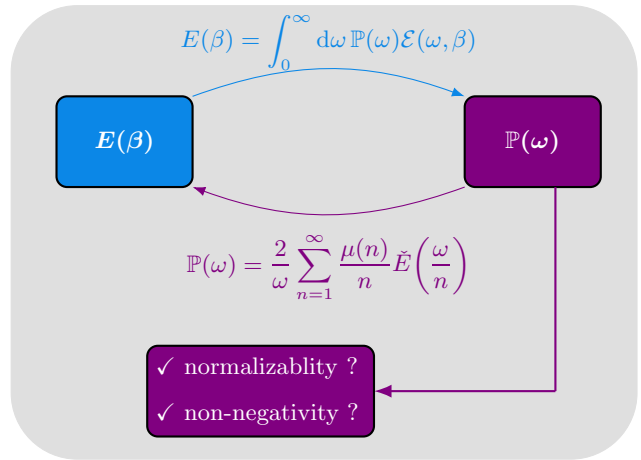 E(β) = ∫₀^∞ dω ℙ(ω)ℰ(ω, β)
E(β)
ℙ(ω)
ℙ(ω) = 2/ω ∑_{n=1}^∞ μ(n)/n Ě(ω/n)
✓ normalizablity ?
✓ non-negativity ?